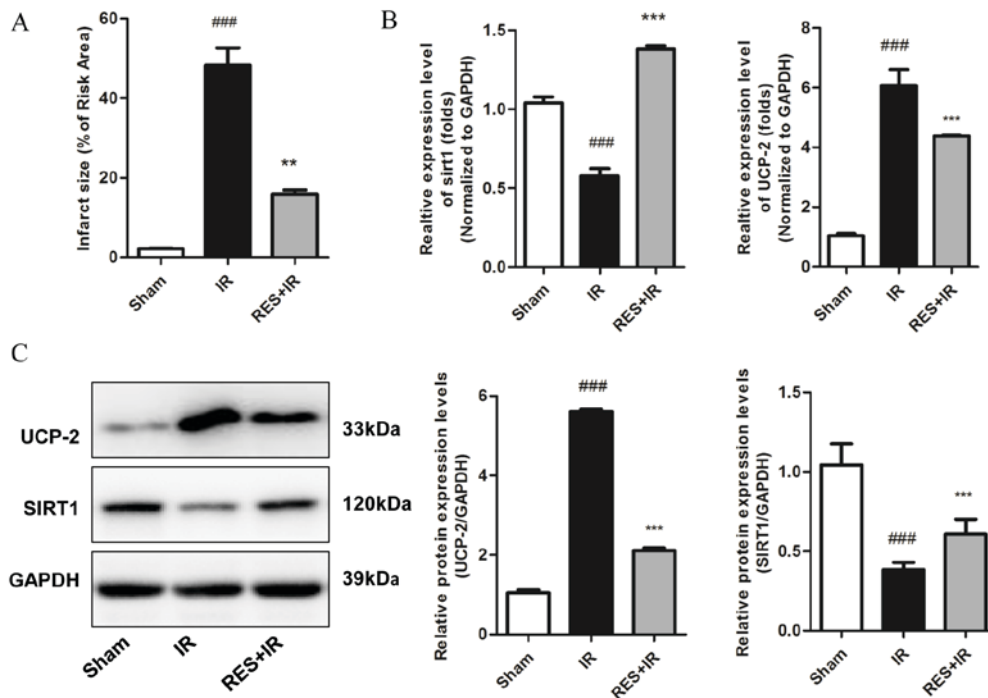 A
Infarct size (% of Risk Area)
60
40
20
0
###
**
Sham
IR
RES+IR
B
Realtive expression level
of sirt1 (folds)
(Normalized to GAPDH)
1.5
1.0
0.5
0.0
###
***
Sham
IR
RES+IR
Realtive expression level
of UCP-2 (folds)
(Normalized to GAPDH)
8
6
4
2
0
###
***
Sham
IR
RES+IR
C
UCP-2
33kDa
SIRT1
120kDa
GAPDH
39kDa
Sham
IR
RES+IR
Relative protein expression levels
(UCP-2/GAPDH)
6
4
2
0
###
***
Sham
IR
RES+IR
Relative protein expression levels
(SIRT1/GAPDH)
1.5
1.0
0.5
0.0
###
***
Sham
IR
RES+IR